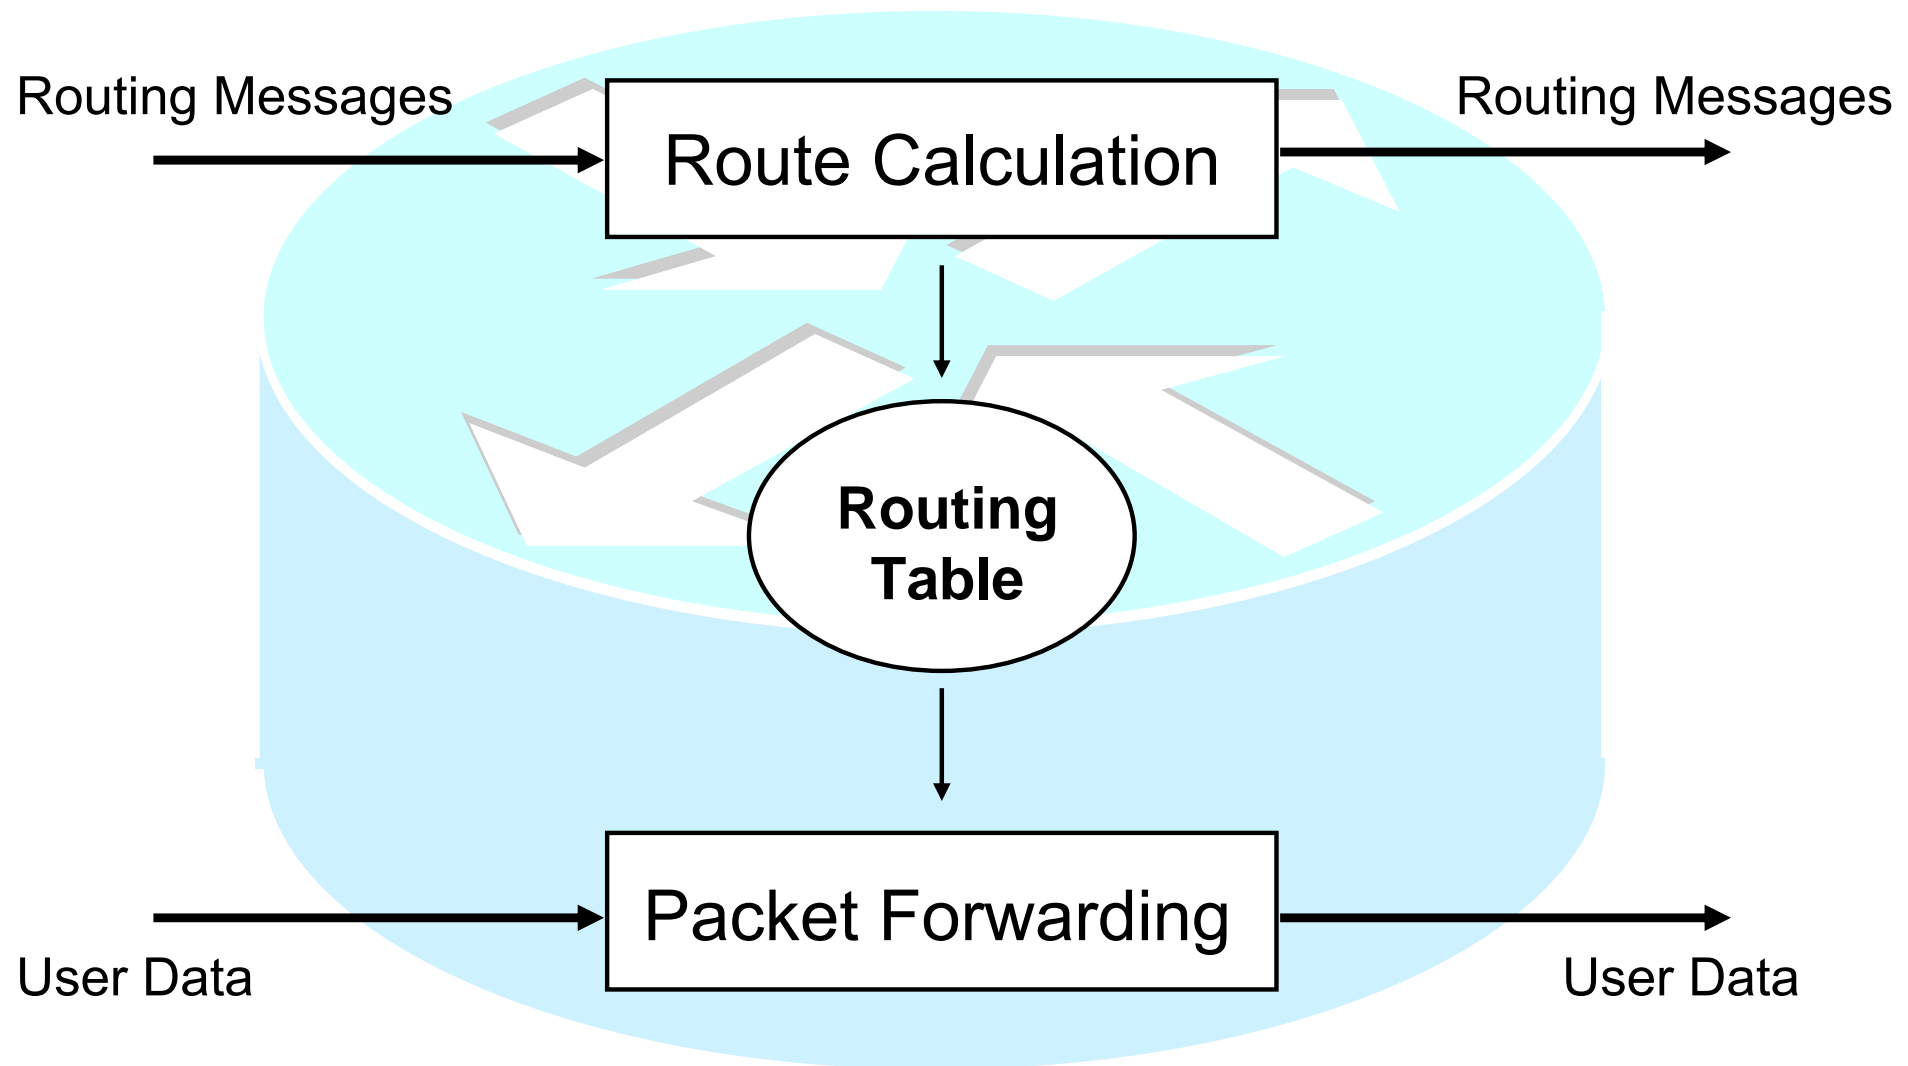 Routing Messages
Routing Messages
Route Calculation
Routing
Table
Packet Forwarding
User Data
User Data